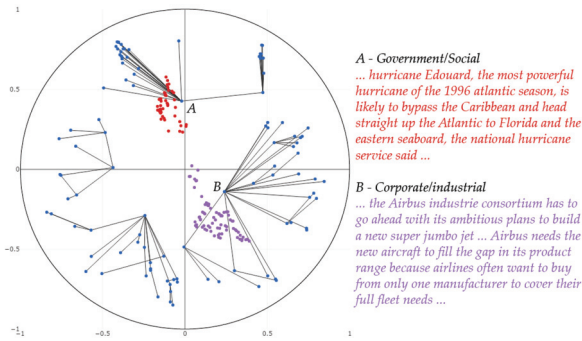 1
0.5
0
−0.5
−1
−1
−0.5
0
0.5
1
A
B
A - Government/Social
... hurricane Edouard, the most powerful
hurricane of the 1996 atlantic season, is
likely to bypass the Caribbean and head
straight up the Atlantic to Florida and the
eastern seaboard, the national hurricane
service said ...
B - Corporate/industrial
... the Airbus industrie consortium has to
go ahead with its ambitious plans to build
a new super jumbo jet ... Airbus needs the
new aircraft to fill the gap in its product
range because airlines often want to buy
from only one manufacturer to cover their
full fleet needs ...